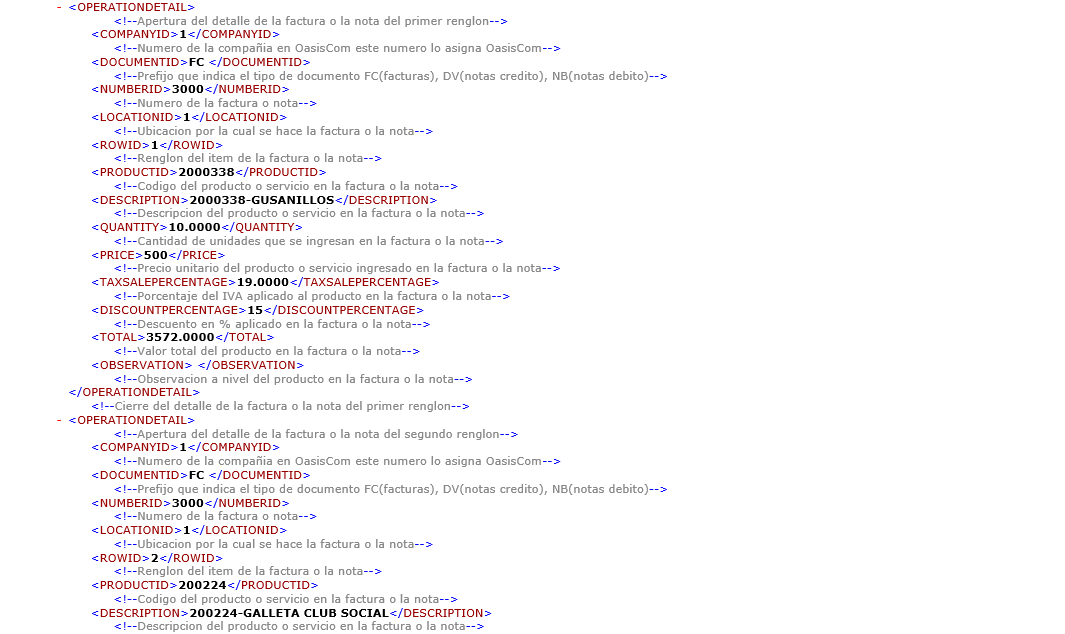 - <OPERATIONDETAIL>
<!--Apertura del detalle de la factura o la nota del primer renglon-->
<COMPANYID>1</COMPANYID>
<!--Numero de la compañia en OasisCom este numero lo asigna OasisCom-->
<DOCUMENTID>FC </DOCUMENTID>
<!--Prefijo que indica el tipo de documento FC(facturas), DV(notas credito), NB(notas debito)-->
<NUMBERID>3000</NUMBERID>
<!--Numero de la factura o nota-->
<LOCATIONID>1</LOCATIONID>
<!--Ubicacion por la cual se hace la factura o la nota-->
<ROWID>1</ROWID>
<!--Renglon del item de la factura o la nota-->
<PRODUCTID>2000338</PRODUCTID>
<!--Codigo del producto o servicio en la factura o la nota-->
<DESCRIPTION>2000338-GUSANILLOS</DESCRIPTION>
<!--Descripcion del producto o servicio en la factura o la nota-->
<QUANTITY>10.0000</QUANTITY>
<!--Cantidad de unidades que se ingresan en la factura o la nota-->
<PRICE>500</PRICE>
<!--Precio unitario del producto o servicio ingresado en la factura o la nota-->
<TAXSALEPERCENTAGE>19.0000</TAXSALEPERCENTAGE>
<!--Porcentaje del IVA aplicado al producto en la factura o la nota-->
<DISCOUNTPERCENTAGE>15</DISCOUNTPERCENTAGE>
<!--Descuento en % aplicado en la factura o la nota-->
<TOTAL>3572.0000</TOTAL>
<!--Valor total del producto en la factura o la nota-->
<OBSERVATION> </OBSERVATION>
<!--Observacion a nivel del producto en la factura o la nota-->
</OPERATIONDETAIL>
<!--Cierre del detalle de la factura o la nota del primer renglon-->
- <OPERATIONDETAIL>
<!--Apertura del detalle de la factura o la nota del segundo renglon-->
<COMPANYID>1</COMPANYID>
<!--Numero de la compañia en OasisCom este numero lo asigna OasisCom-->
<DOCUMENTID>FC </DOCUMENTID>
<!--Prefijo que indica el tipo de documento FC(facturas), DV(notas credito), NB(notas debito)-->
<NUMBERID>3000</NUMBERID>
<!--Numero de la factura o nota-->
<LOCATIONID>1</LOCATIONID>
<!--Ubicacion por la cual se hace la factura o la nota-->
<ROWID>2</ROWID>
<!--Renglon del item de la factura o la nota-->
<PRODUCTID>200224</PRODUCTID>
<!--Codigo del producto o servicio en la factura o la nota-->
<DESCRIPTION>200224-GALLETA CLUB SOCIAL</DESCRIPTION>
<!--Descripcion del producto o servicio en la factura o la nota-->